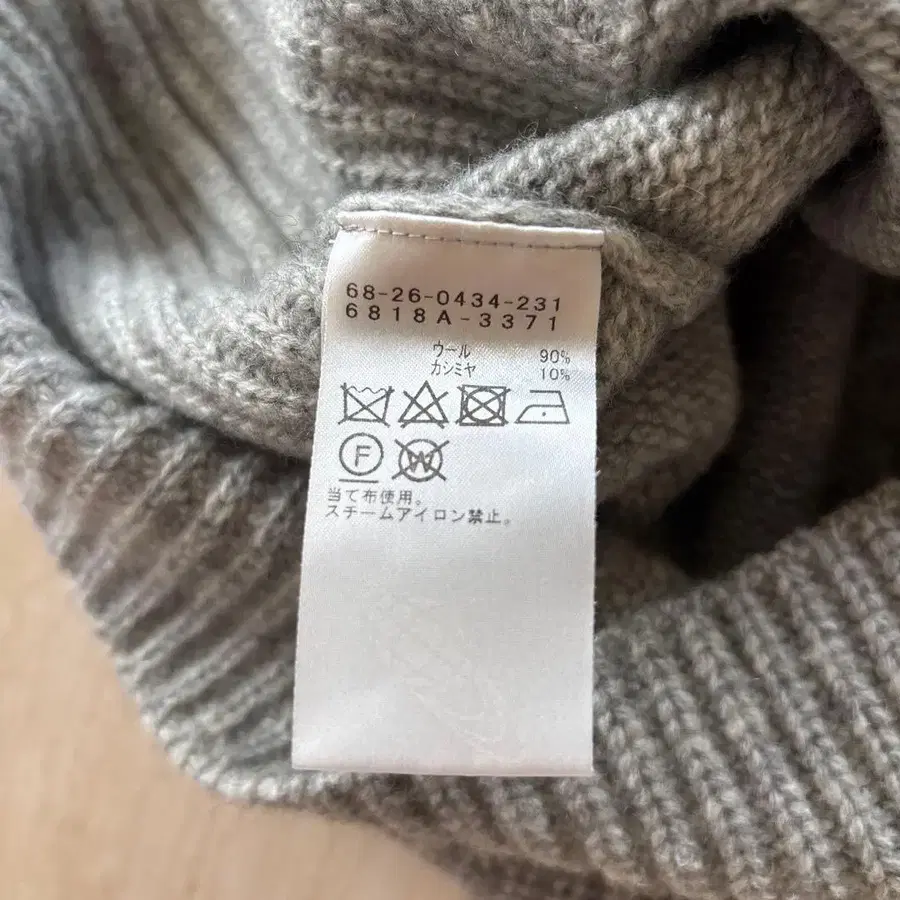 68-26-0434-231
6818A-3371
ウール 90%
カシミヤ 10%
F W
当て布使用。
スチームアイロン禁止。